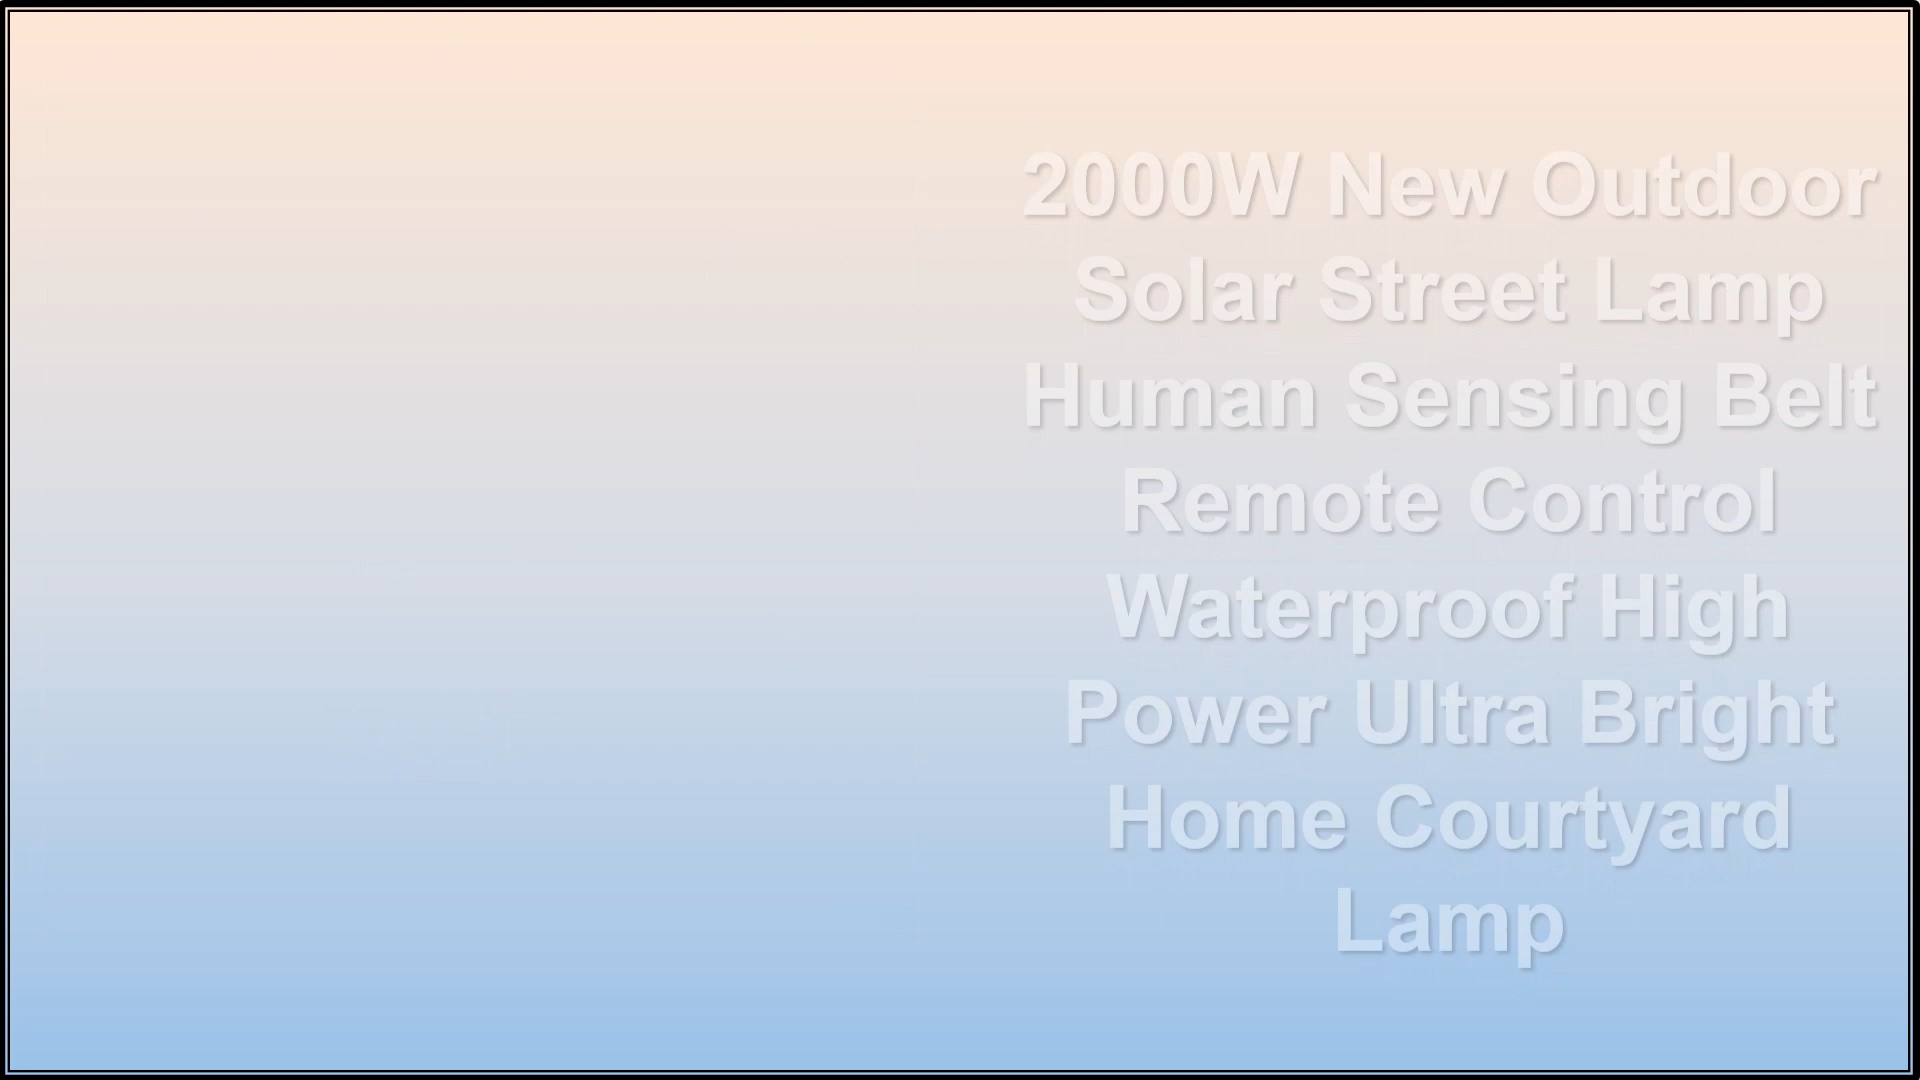 2000W New Outdoor
Solar Street Lamp
Human Sensing Belt
Remote Control
Waterproof High
Power Ultra Bright
Home Courtyard
Lamp